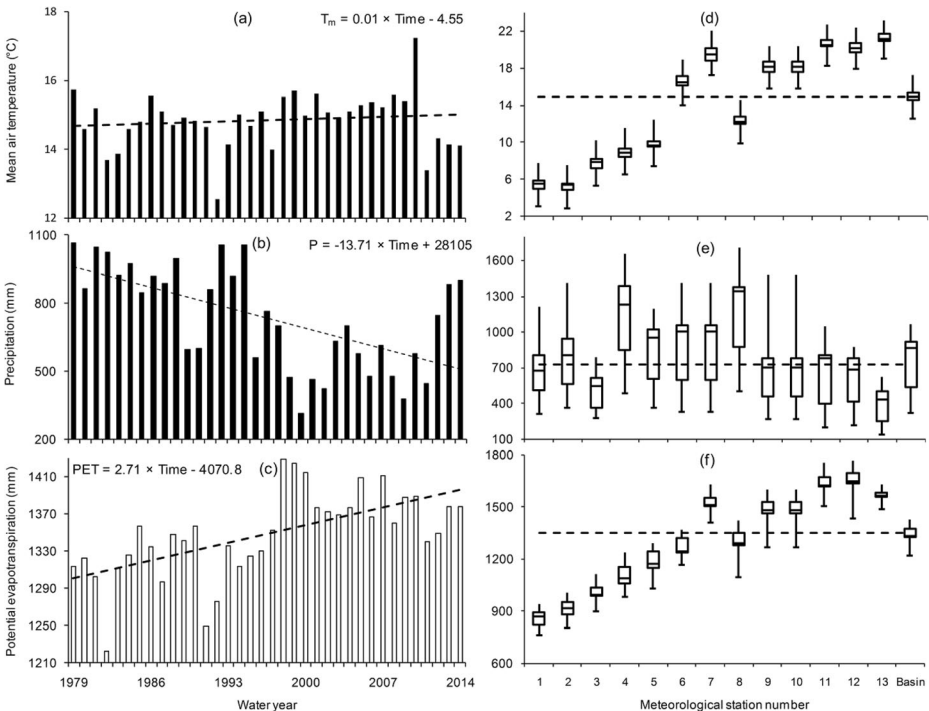 (a)
Tm = 0.01 × Time - 4.55
Mean air temperature (°C)
18
16
14
12
(b)
P = -13.71 × Time + 28105
Precipitation (mm)
1100
800
500
200
PET = 2.71 × Time - 4070.8
(c)
Potential evapotranspiration (mm)
1410
1370
1330
1290
1250
1210
1979 1986 1993 2000 2007 2014
Water year
(d)
22
18
14
10
6
2
(e)
1600
1300
1000
700
400
100
(f)
1800
1500
1200
900
600
1 2 3 4 5 6 7 8 9 10 11 12 13 Basin
Meteorological station number